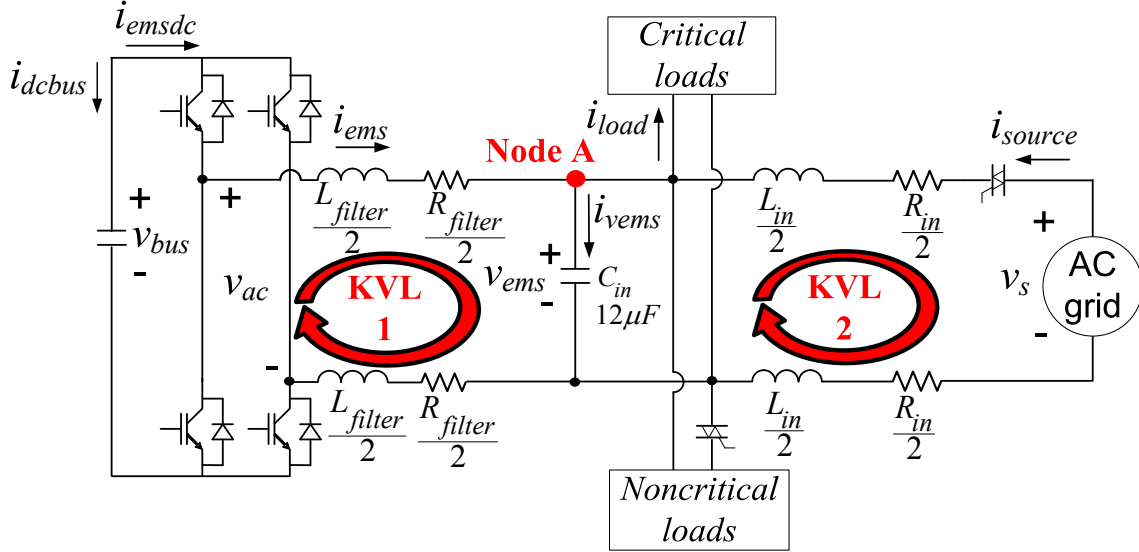 i_emsdc
Critical
loads
i_dcbus
i_ems
i_load
i_source
Node A
L_filter/2
R_filter/2
i_vems
L_in/2
R_in/2
+
v_bus
-
+
v_ac
-
KVL
1
v_ems
+
-
C_in
12μF
KVL
2
+
v_s
-
AC
grid
L_filter/2
R_filter/2
L_in/2
R_in/2
Noncritical
loads